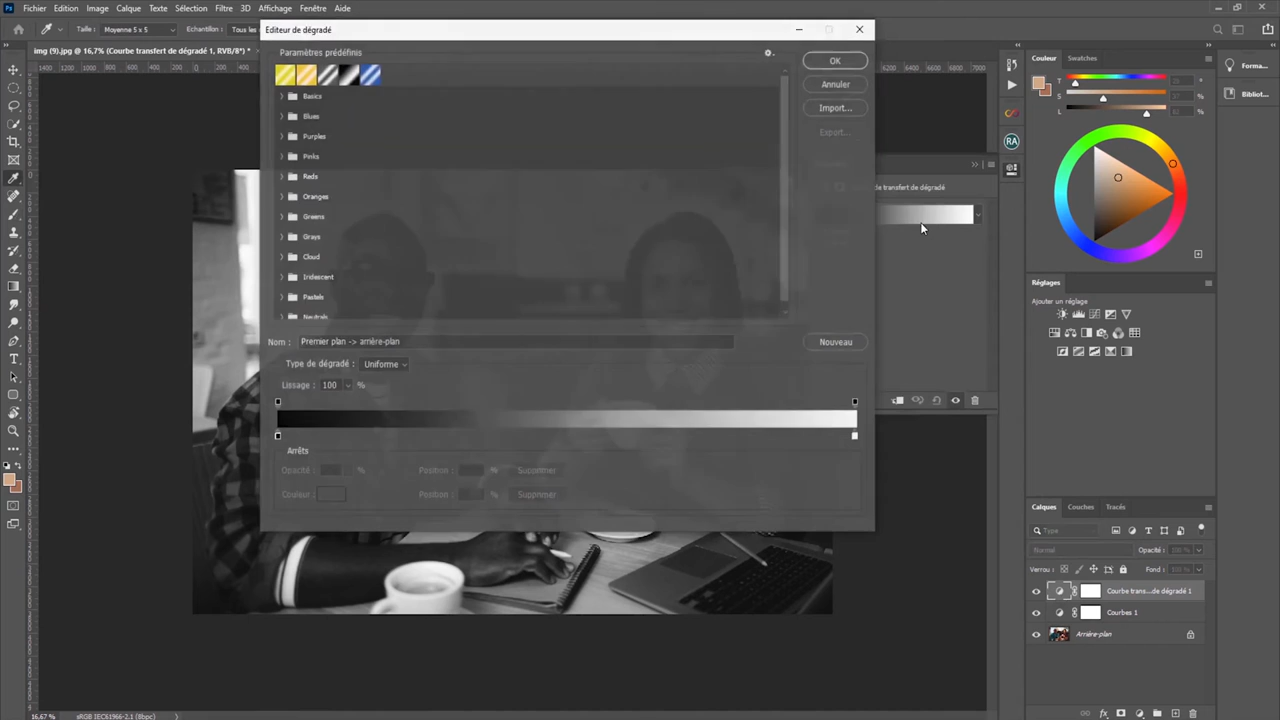 Fichier Edition Image Calque Texte Sélection Filtre 3D Affichage Fenêtre Aide
Taille : Moyenne 5 x 5 Echantillon : Tous les
img (9).jpg @ 16,7% (Courbe transfert de dégradé 1, RVB/8*) *
Editeur de dégradé
Paramètres prédéfinis
Basics
Blues
Purples
Pinks
Reds
Oranges
Greens
Grays
Cloud
Iridescent
Pastels
Neutrals
OK
Annuler
Import...
Export...
Nom : Premier plan -> arrière-plan
Nouveau
Type de dégradé : Uniforme
Lissage : 100 %
Arrêts
Opacité : % Position : % Supprimer
Couleur : Position : % Supprimer
de transfert de dégradé
Couleur Swatches
T
S %
L %
Réglages
Ajouter un réglage
Calques Couches Tracés
Type
Normal Opacité : 100 %
Verrou : Fond : 100 %
Courbe trans...de dégradé 1
Courbes 1
Arrière-plan
Forma...
Bibliot...
16.67 % sRGB IEC61966-2.1 (8bpc)